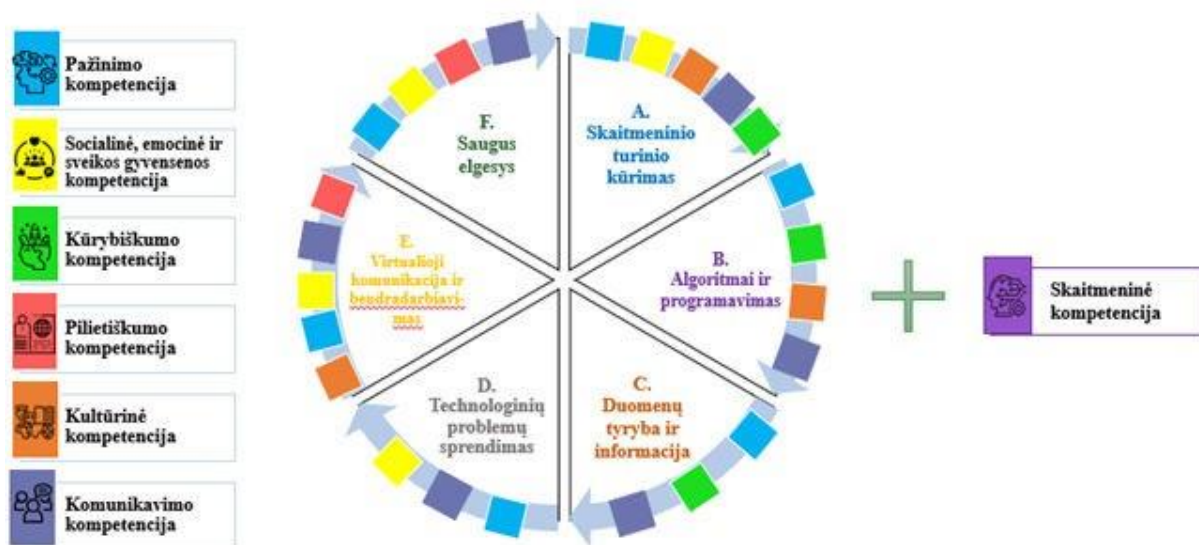 Pažinimo
kompetencija
Socialinė, emocinė ir
sveikos gyvensenos
kompetencija
Kūrybiškumo
kompetencija
Pilietiškumo
kompetencija
Kultūrinė
kompetencija
Komunikavimo
kompetencija
F.
Saugus
elgesys
A.
Skaitmeninio
turinio
kūrimas
E.
Virtualioji
komunikacija ir
bendradarbiavi-
mas
B.
Algoritmai ir
programavimas
D.
Technologinių
problemų
sprendimas
C.
Duomenų
tyryba ir
informacija
Skaitmeninė
kompetencija